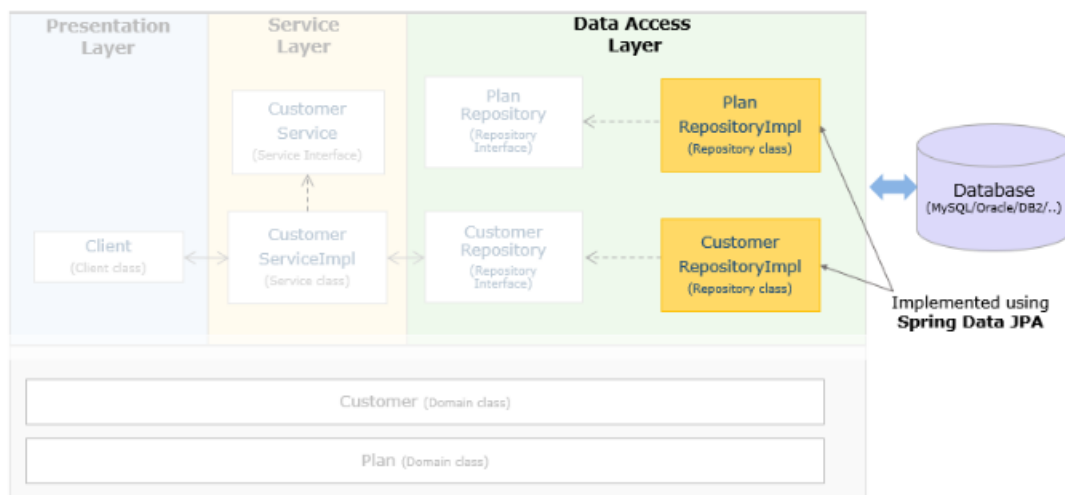 Presentation
Layer
Service
Layer
Data Access
Layer
Customer
Service
(Service Interface)
Plan
Repository
(Repository
Interface)
Plan
RepositoryImpl
(Repository class)
Database
(MySQL/Oracle/DB2/..)
Client
(Client class)
Customer
ServiceImpl
(Service class)
Customer
Repository
(Repository
Interface)
Customer
RepositoryImpl
(Repository class)
Implemented using
Spring Data JPA
Customer (Domain class)
Plan (Domain class)